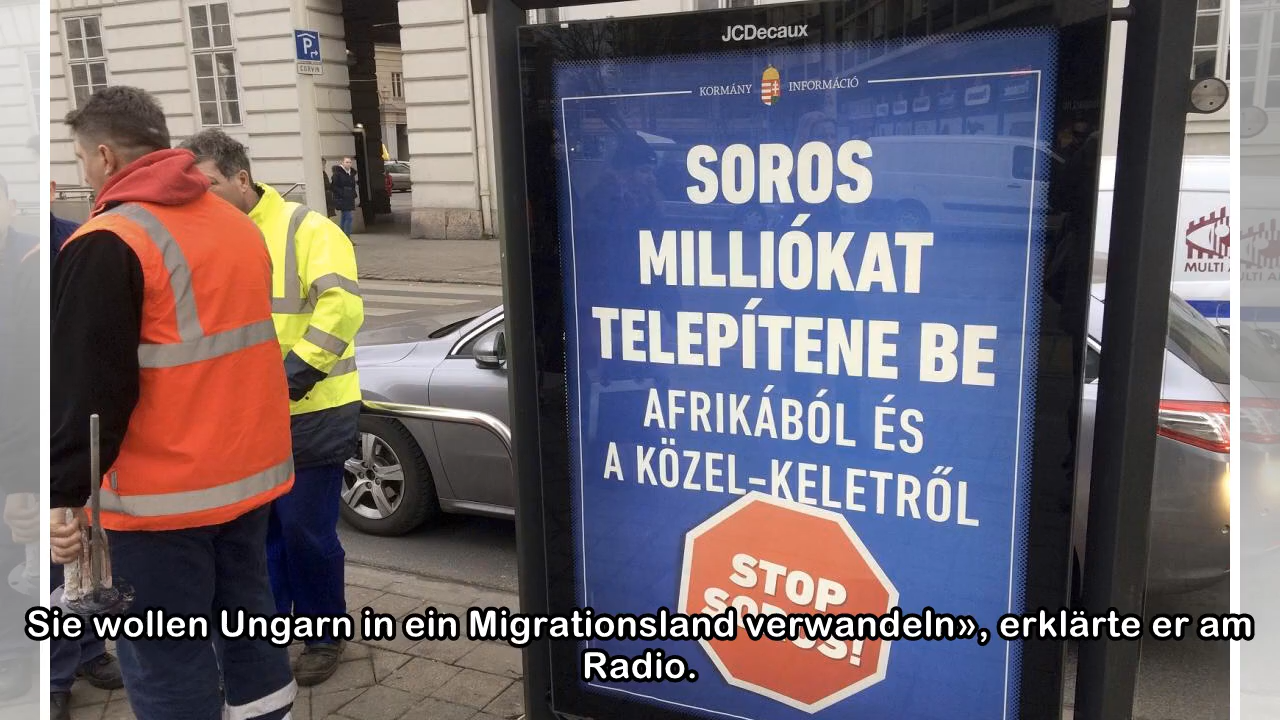 JCDecaux
P
CORVIN
KORMÁNY INFORMÁCIÓ
SOROS
MILLIÓKAT
TELEPÍTENE BE
AFRIKÁBÓL ÉS
A KÖZEL-KELETRŐL
STOP
SOROS!
MULTI
Sie wollen Ungarn in ein Migrationsland verwandeln», erklärte er am
Radio.